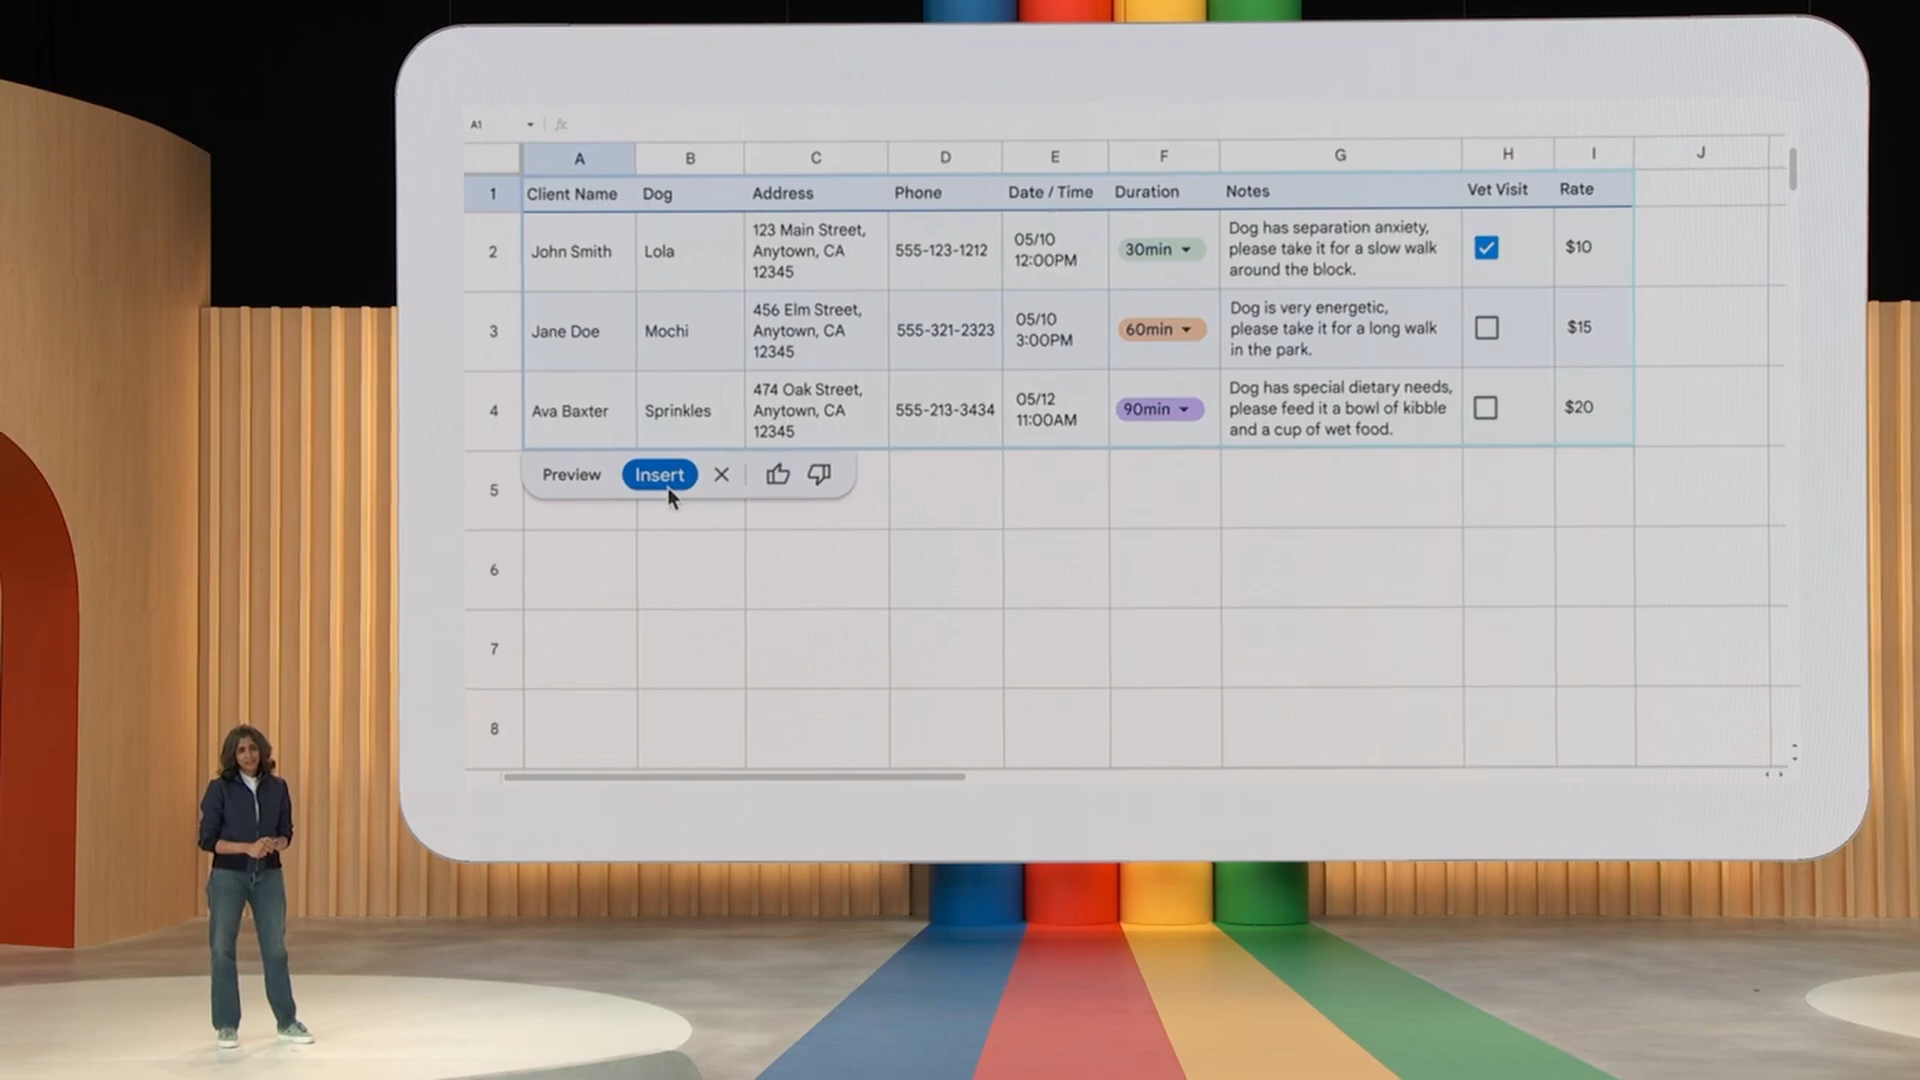 A1 fx
A B C D E F G H I J
1 Client Name Dog Address Phone Date / Time Duration Notes Vet Visit Rate
2 John Smith Lola 123 Main Street,
Anytown, CA
12345 555-123-1212 05/10
12:00PM 30min Dog has separation anxiety,
please take it for a slow walk
around the block. $10
3 Jane Doe Mochi 456 Elm Street,
Anytown, CA
12345 555-321-2323 05/10
3:00PM 60min Dog is very energetic,
please take it for a long walk
in the park. $15
4 Ava Baxter Sprinkles 474 Oak Street,
Anytown, CA
12345 555-213-3434 05/12
11:00AM 90min Dog has special dietary needs,
please feed it a bowl of kibble
and a cup of wet food. $20
Preview Insert
5
6
7
8